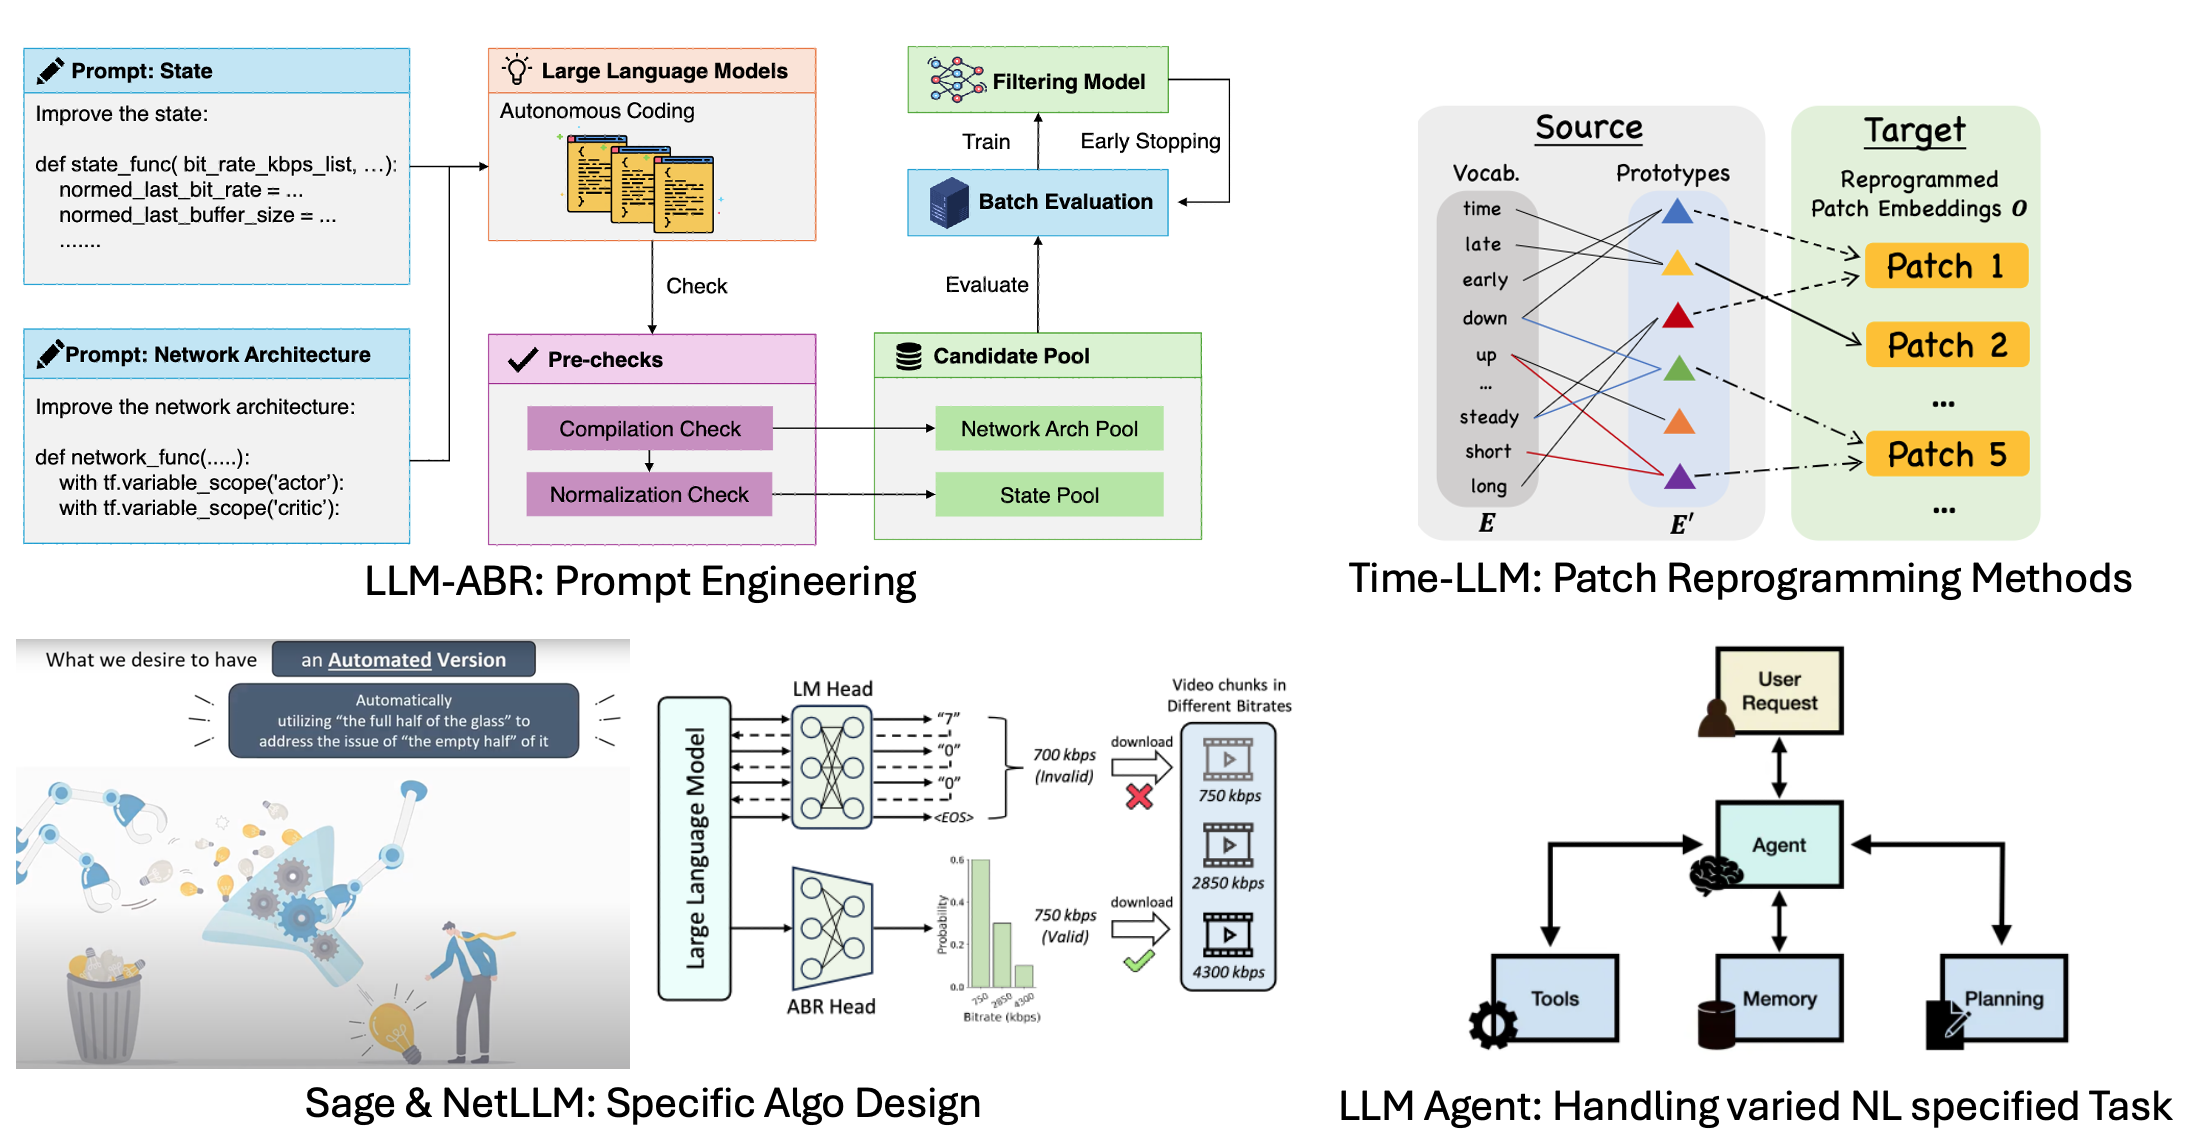 Prompt: State
Improve the state:
def state_func( bit_rate_kbps_list, ...):
normed_last_bit_rate = ...
normed_last_buffer_size = ...
.......
Prompt: Network Architecture
Improve the network architecture:
def network_func(.....):
with tf.variable_scope('actor'):
with tf.variable_scope('critic'):
Large Language Models
Autonomous Coding
Check
Pre-checks
Compilation Check
Normalization Check
Filtering Model
Train
Early Stopping
Batch Evaluation
Evaluate
Candidate Pool
Network Arch Pool
State Pool
LLM-ABR: Prompt Engineering
Source
Vocab.
Prototypes
time
late
early
down
up
...
steady
short
long
E
E'
Target
Reprogrammed
Patch Embeddings O
Patch 1
Patch 2
...
Patch 5
...
Time-LLM: Patch Reprogramming Methods
What we desire to have
an Automated Version
Automatically
utilizing “the full half of the glass” to
address the issue of “the empty half” of it
Large Language Model
LM Head
“7”
“0”
“0”
<EOS>
700 kbps
(Invalid)
download
ABR Head
Probability
0.6
0.4
0.2
0.0
750
2850
4300
Bitrate (kbps)
750 kbps
(Valid)
download
Video chunks in
Different Bitrates
750 kbps
2850 kbps
4300 kbps
Sage & NetLLM: Specific Algo Design
User
Request
Agent
Tools
Memory
Planning
LLM Agent: Handling varied NL specified Task